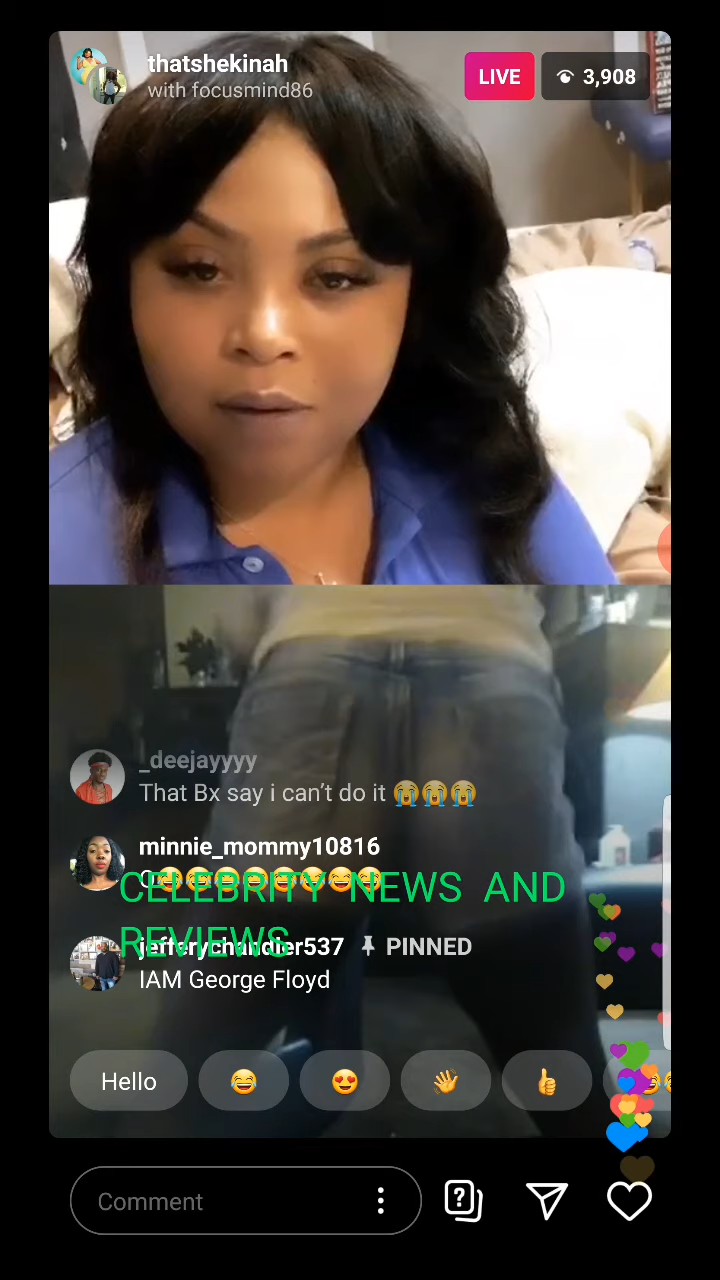 thatshekinah
with focusmind86
LIVE
3,908
_deejayyyy
That Bx say i can't do it 😭😭😭
minnie_mommy10816
CELEBRITY NEWS AND
REVIEWS
jefferychandler537 PINNED
IAM George Floyd
Hello
Comment